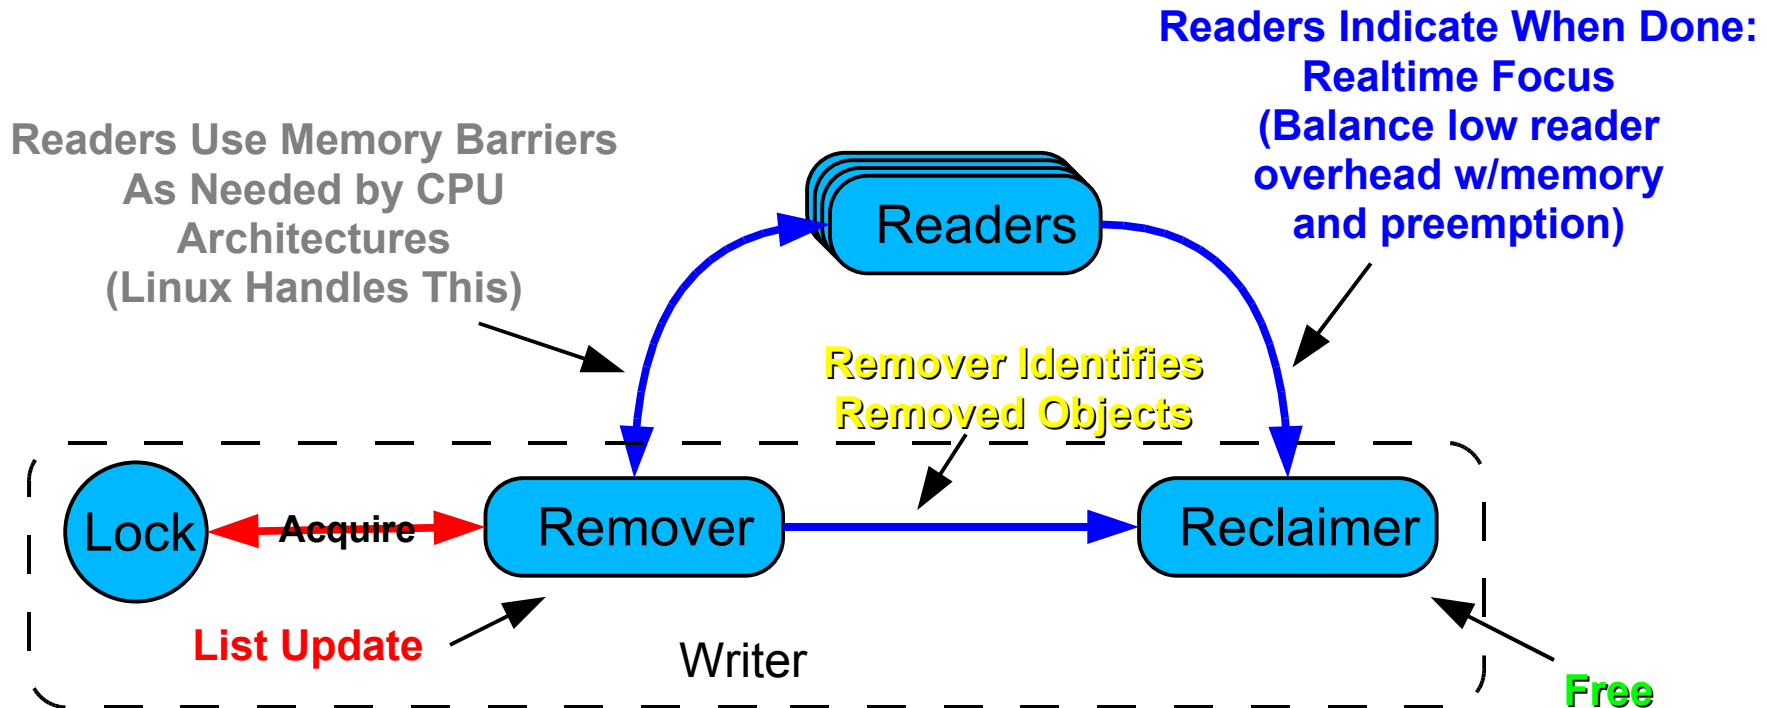 Readers Indicate When Done:
Realtime Focus
(Balance low reader
overhead w/memory
and preemption)
Readers Use Memory Barriers
As Needed by CPU
Architectures
(Linux Handles This)
Readers
Remover Identifies
Removed Objects
Lock
Acquire
Remover
Reclaimer
List Update
Writer
Free